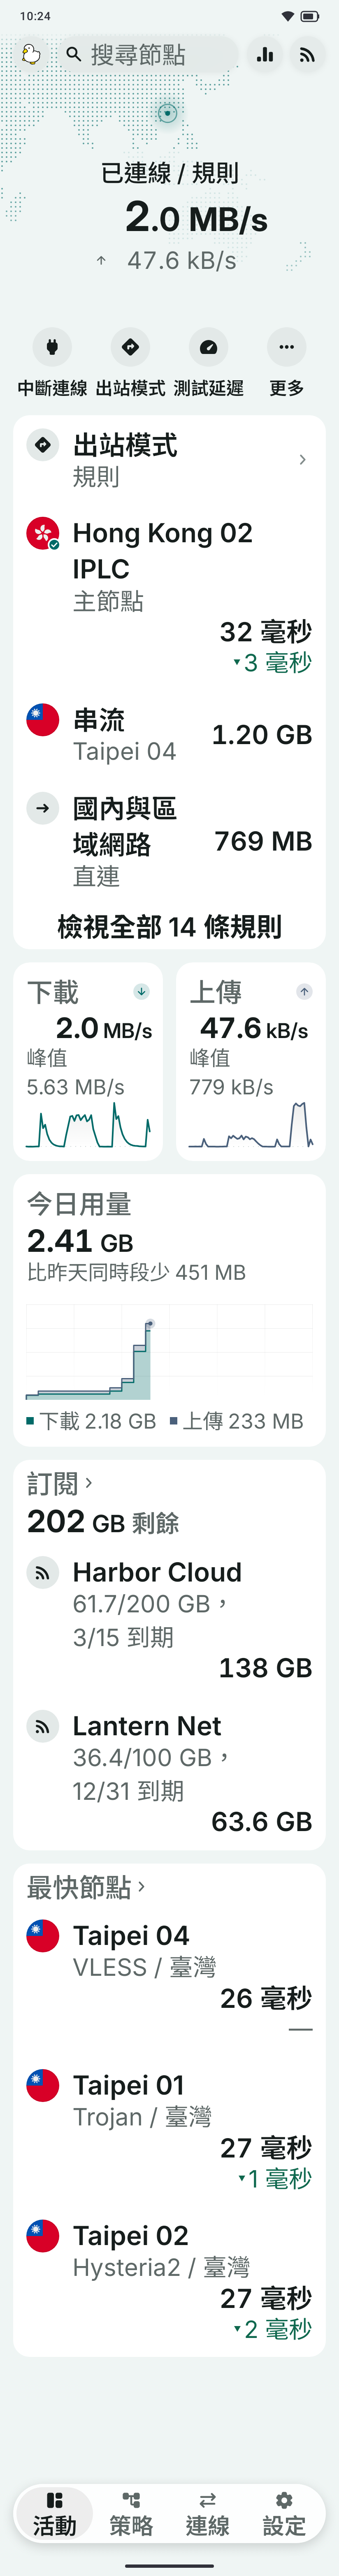 10:24
搜尋節點
已連線 / 規則
2.0 MB/s
↑ 47.6 kB/s
中斷連線 出站模式 測試延遲 更多
出站模式
規則
Hong Kong 02
IPLC
主節點
32 毫秒
▼3 毫秒
串流
Taipei 04
1.20 GB
國內與區
域網路
直連
769 MB
檢視全部 14 條規則
下載
2.0 MB/s
峰值
5.63 MB/s
上傳
47.6 kB/s
峰值
779 kB/s
今日用量
2.41 GB
比昨天同時段少 451 MB
下載 2.18 GB 上傳 233 MB
訂閱
202 GB 剩餘
Harbor Cloud
61.7/200 GB，
3/15 到期
138 GB
Lantern Net
36.4/100 GB，
12/31 到期
63.6 GB
最快節點
Taipei 04
VLESS / 臺灣
26 毫秒
—
Taipei 01
Trojan / 臺灣
27 毫秒
▼1 毫秒
Taipei 02
Hysteria2 / 臺灣
27 毫秒
▼2 毫秒
活動 策略 連線 設定